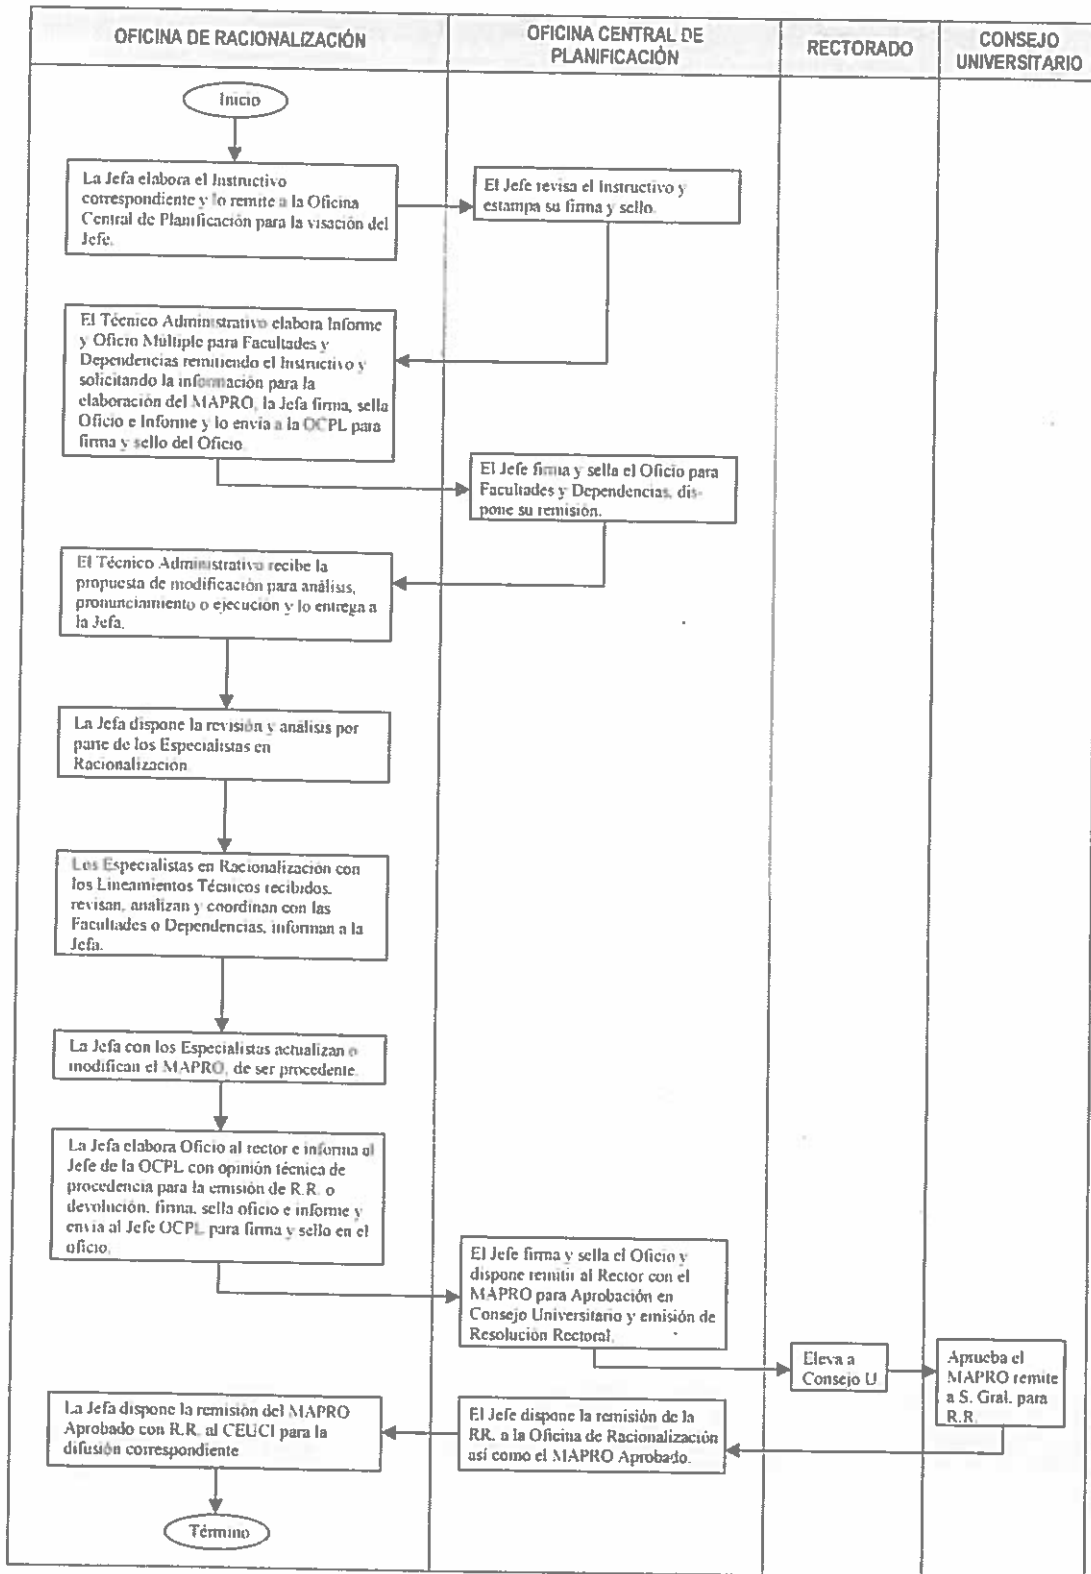 OFICINA DE RACIONALIZACIÓN
OFICINA CENTRAL DE
PLANIFICACIÓN
RECTORADO
CONSEJO
UNIVERSITARIO
Inicio
La Jefa elabora el Instructivo
correspondiente y lo remite a la Oficina
Central de Planificación para la visación del
Jefe.
El Jefe revisa el Instructivo y
estampa su firma y sello.
El Técnico Administrativo elabora Informe
y Oficio Múltiple para Facultades y
Dependencias remitiendo el Instructivo y
solicitando la información para la
elaboración del MAPRO, la Jefa firma, sella
Oficio e Informe y lo envía a la OCPL para
firma y sello del Oficio.
El Jefe firma y sella el Oficio para
Facultades y Dependencias, dis-
pone su remisión.
El Técnico Administrativo recibe la
propuesta de modificación para análisis,
pronunciamiento o ejecución y lo entrega a
la Jefa.
La Jefa dispone la revisión y análisis por
parte de los Especialistas en
Racionalización.
Los Especialistas en Racionalización con
los Lineamientos Técnicos recibidos,
revisan, analizan y coordinan con las
Facultades o Dependencias, informan a la
Jefa.
La Jefa con los Especialistas actualizan o
modifican el MAPRO, de ser procedente.
La Jefa elabora Oficio al rector e informa al
Jefe de la OCPL con opinión técnica de
procedencia para la emisión de R.R. o
devolución, firma, sella oficio e informe y
envia al Jefe OCPL para firma y sello en el
oficio.
El Jefe firma y sella el Oficio y
dispone remitir al Rector con el
MAPRO para Aprobación en
Consejo Universitario y emisión de
Resolución Rectoral.
Eleva a
Consejo U
Aprueba el
MAPRO remite
a S. Gral. para
R.R.
El Jefe dispone la remisión de la
RR. a la Oficina de Racionalización
así como el MAPRO Aprobado.
La Jefa dispone la remisión del MAPRO
Aprobado con R.R. al CEUCI para la
difusión correspondiente
Término